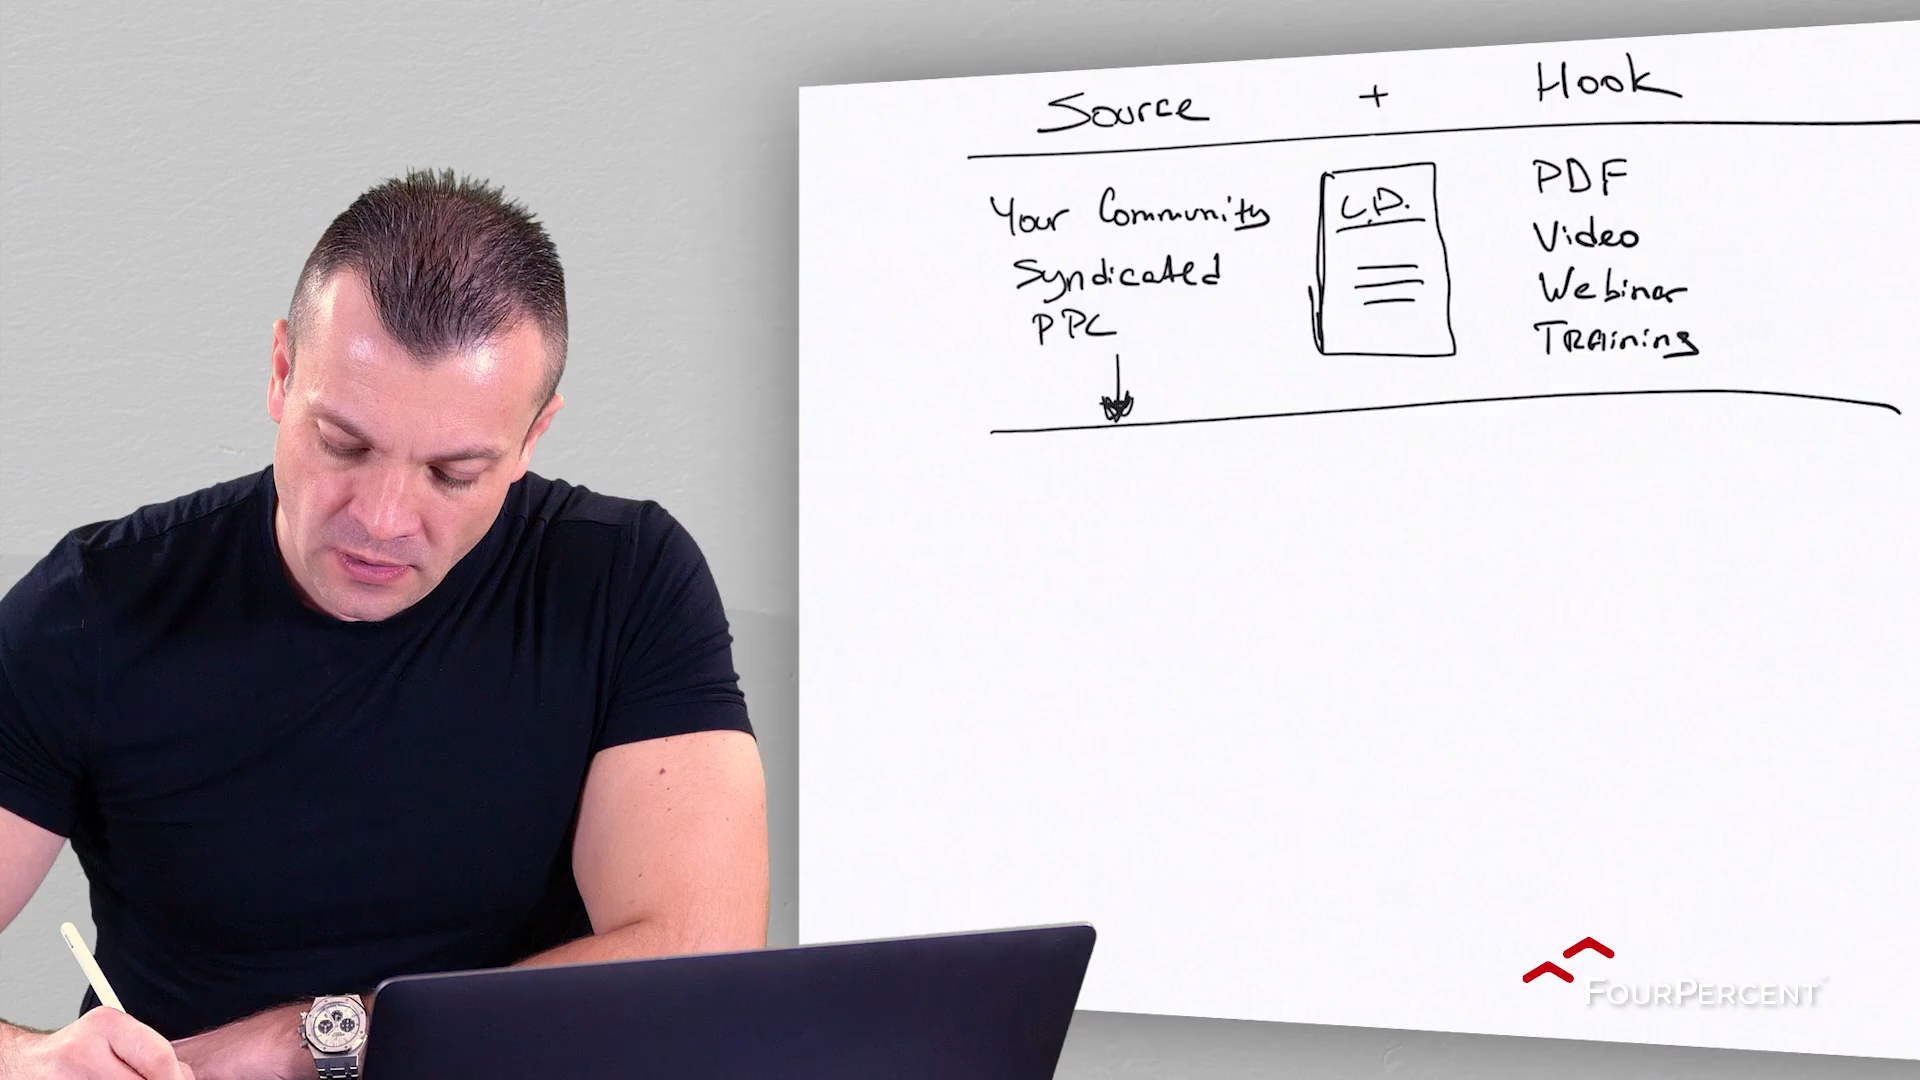 Source + Hook
Your Community
Syndicated
PPC
L.D.
PDF
Video
Webinar
Training
FOURPERCENT